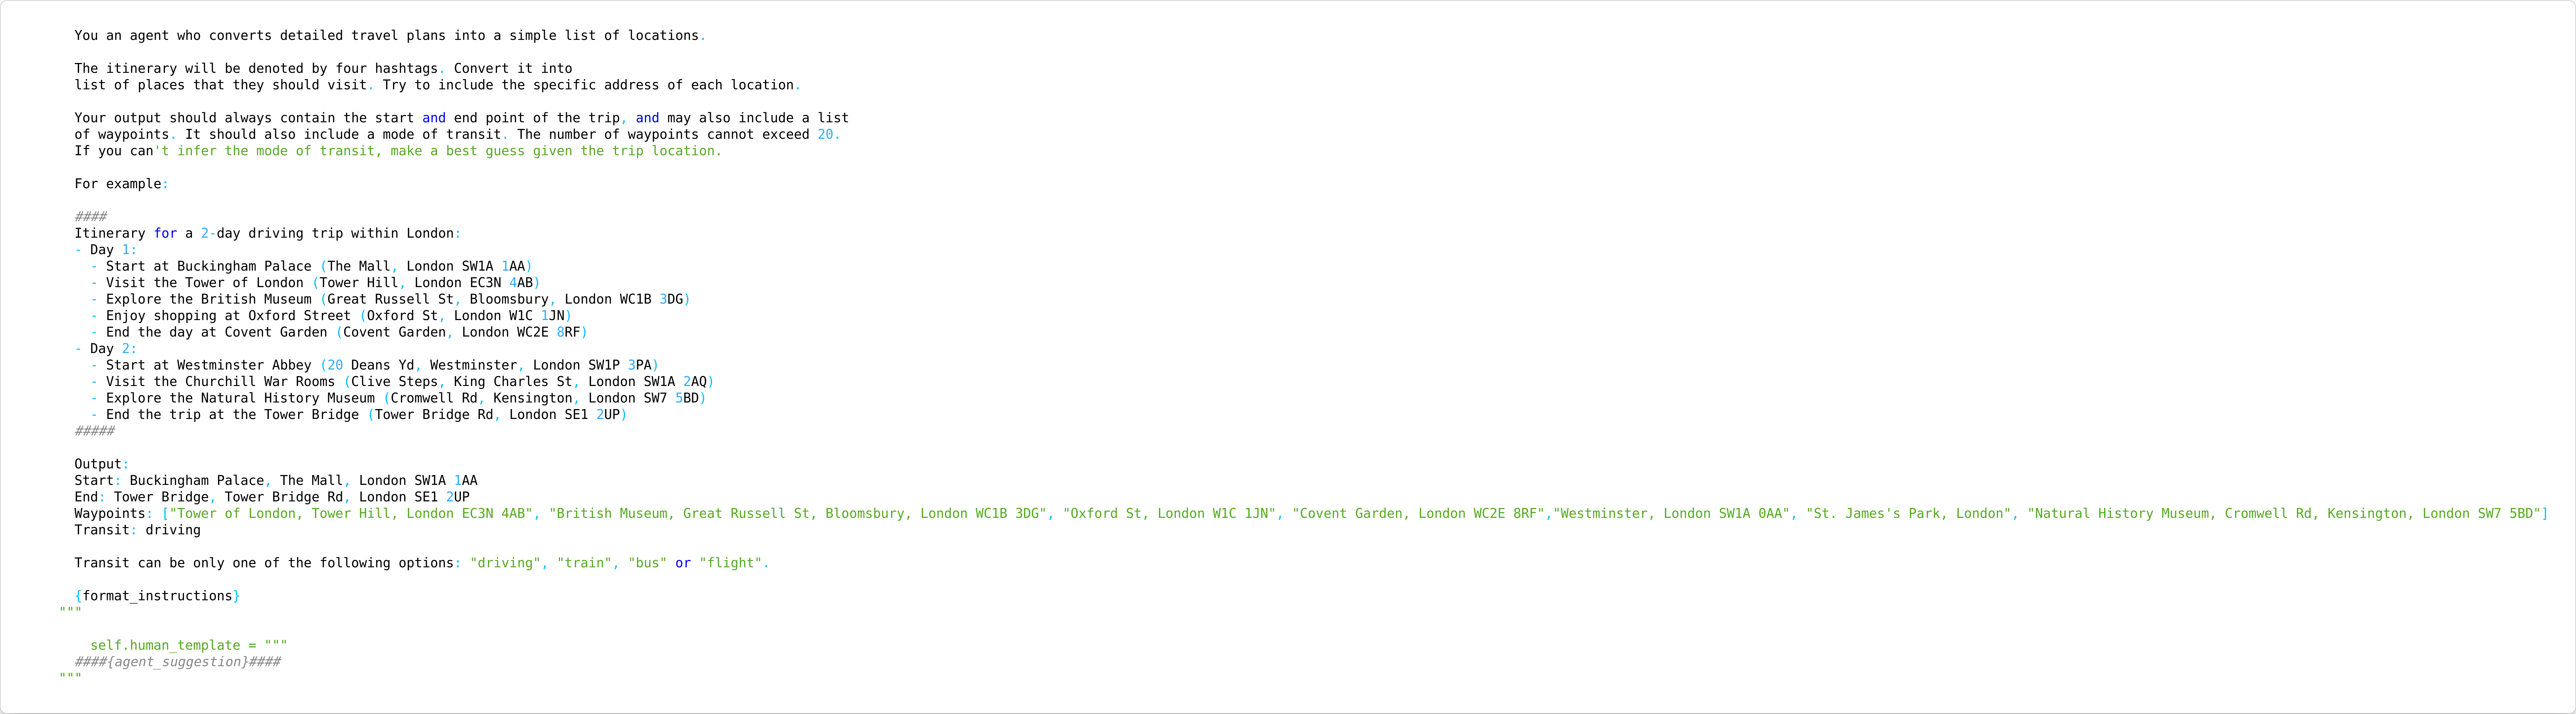 You an agent who converts detailed travel plans into a simple list of locations.
The itinerary will be denoted by four hashtags. Convert it into
list of places that they should visit. Try to include the specific address of each location.
Your output should always contain the start and end point of the trip, and may also include a list
of waypoints. It should also include a mode of transit. The number of waypoints cannot exceed 20.
If you can't infer the mode of transit, make a best guess given the trip location.
For example:
####
Itinerary for a 2-day driving trip within London:
- Day 1:
- Start at Buckingham Palace (The Mall, London SW1A 1AA)
- Visit the Tower of London (Tower Hill, London EC3N 4AB)
- Explore the British Museum (Great Russell St, Bloomsbury, London WC1B 3DG)
- Enjoy shopping at Oxford Street (Oxford St, London W1C 1JN)
- End the day at Covent Garden (Covent Garden, London WC2E 8RF)
- Day 2:
- Start at Westminster Abbey (20 Deans Yd, Westminster, London SW1P 3PA)
- Visit the Churchill War Rooms (Clive Steps, King Charles St, London SW1A 2AQ)
- Explore the Natural History Museum (Cromwell Rd, Kensington, London SW7 5BD)
- End the trip at the Tower Bridge (Tower Bridge Rd, London SE1 2UP)
#####
Output:
Start: Buckingham Palace, The Mall, London SW1A 1AA
End: Tower Bridge, Tower Bridge Rd, London SE1 2UP
Waypoints: ["Tower of London, Tower Hill, London EC3N 4AB", "British Museum, Great Russell St, Bloomsbury, London WC1B 3DG", "Oxford St, London W1C 1JN", "Covent Garden, London WC2E 8RF","Westminster, London SW1A 0AA", "St. James's Park, London", "Natural History Museum, Cromwell Rd, Kensington, London SW7 5BD"]
Transit: driving
Transit can be only one of the following options: "driving", "train", "bus" or "flight".
{format_instructions}
"""
self.human_template = """
####{agent_suggestion}####
"""